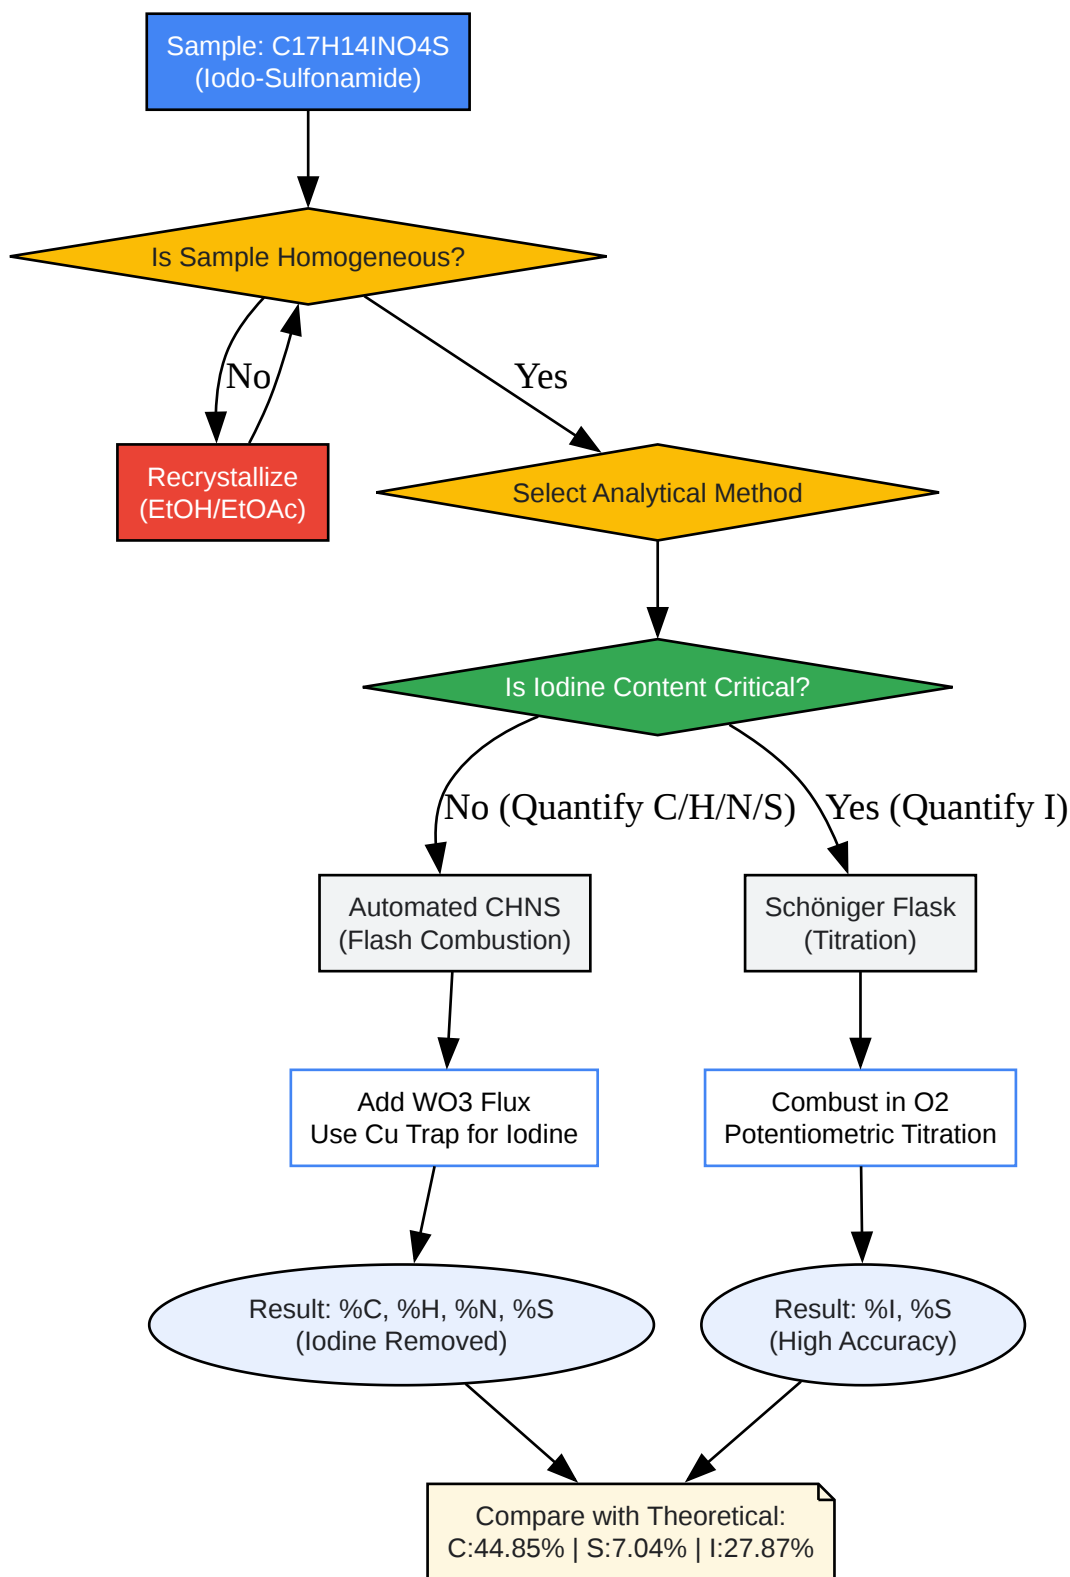 Sample: C17H14INO4S
(Iodo-Sulfonamide)
Is Sample Homogeneous?
No
Yes
Recrystallize
(EtOH/EtOAc)
Select Analytical Method
Is Iodine Content Critical?
No (Quantify C/H/N/S)
Yes (Quantify I)
Automated CHNS
(Flash Combustion)
Schöniger Flask
(Titration)
Add WO3 Flux
Use Cu Trap for Iodine
Combust in O2
Potentiometric Titration
Result: %C, %H, %N, %S
(Iodine Removed)
Result: %I, %S
(High Accuracy)
Compare with Theoretical:
C:44.85% | S:7.04% | I:27.87%